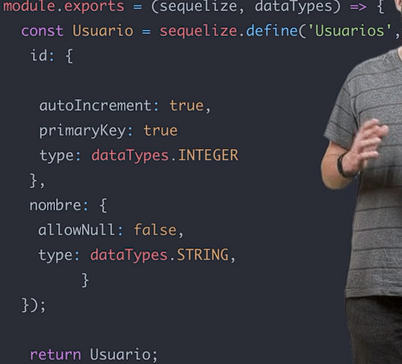 module.exports = (sequelize, dataTypes) => {
const Usuario = sequelize.define('Usuarios',
id: {
autoIncrement: true,
primaryKey: true
type: dataTypes.INTEGER
},
nombre: {
allowNull: false,
type: dataTypes.STRING,
}
});
return Usuario;